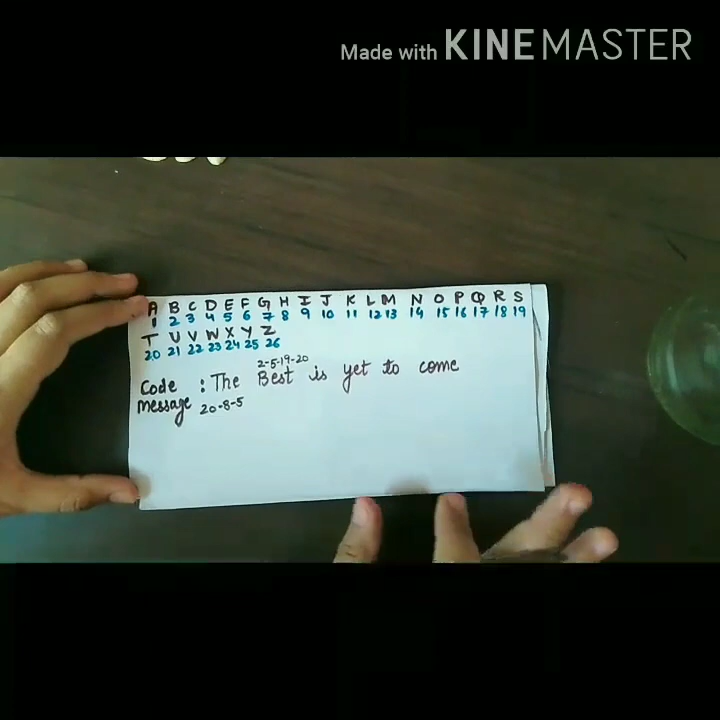 Made with KINEMASTER
A B C D E F G H I J K L M N O P Q R S
1 2 3 4 5 6 7 8 9 10 11 12 13 14 15 16 17 18 19
T U V W X Y Z
20 21 22 23 24 25 26
2-5-19-20
Code : The Best is yet to come
Message 20-8-5